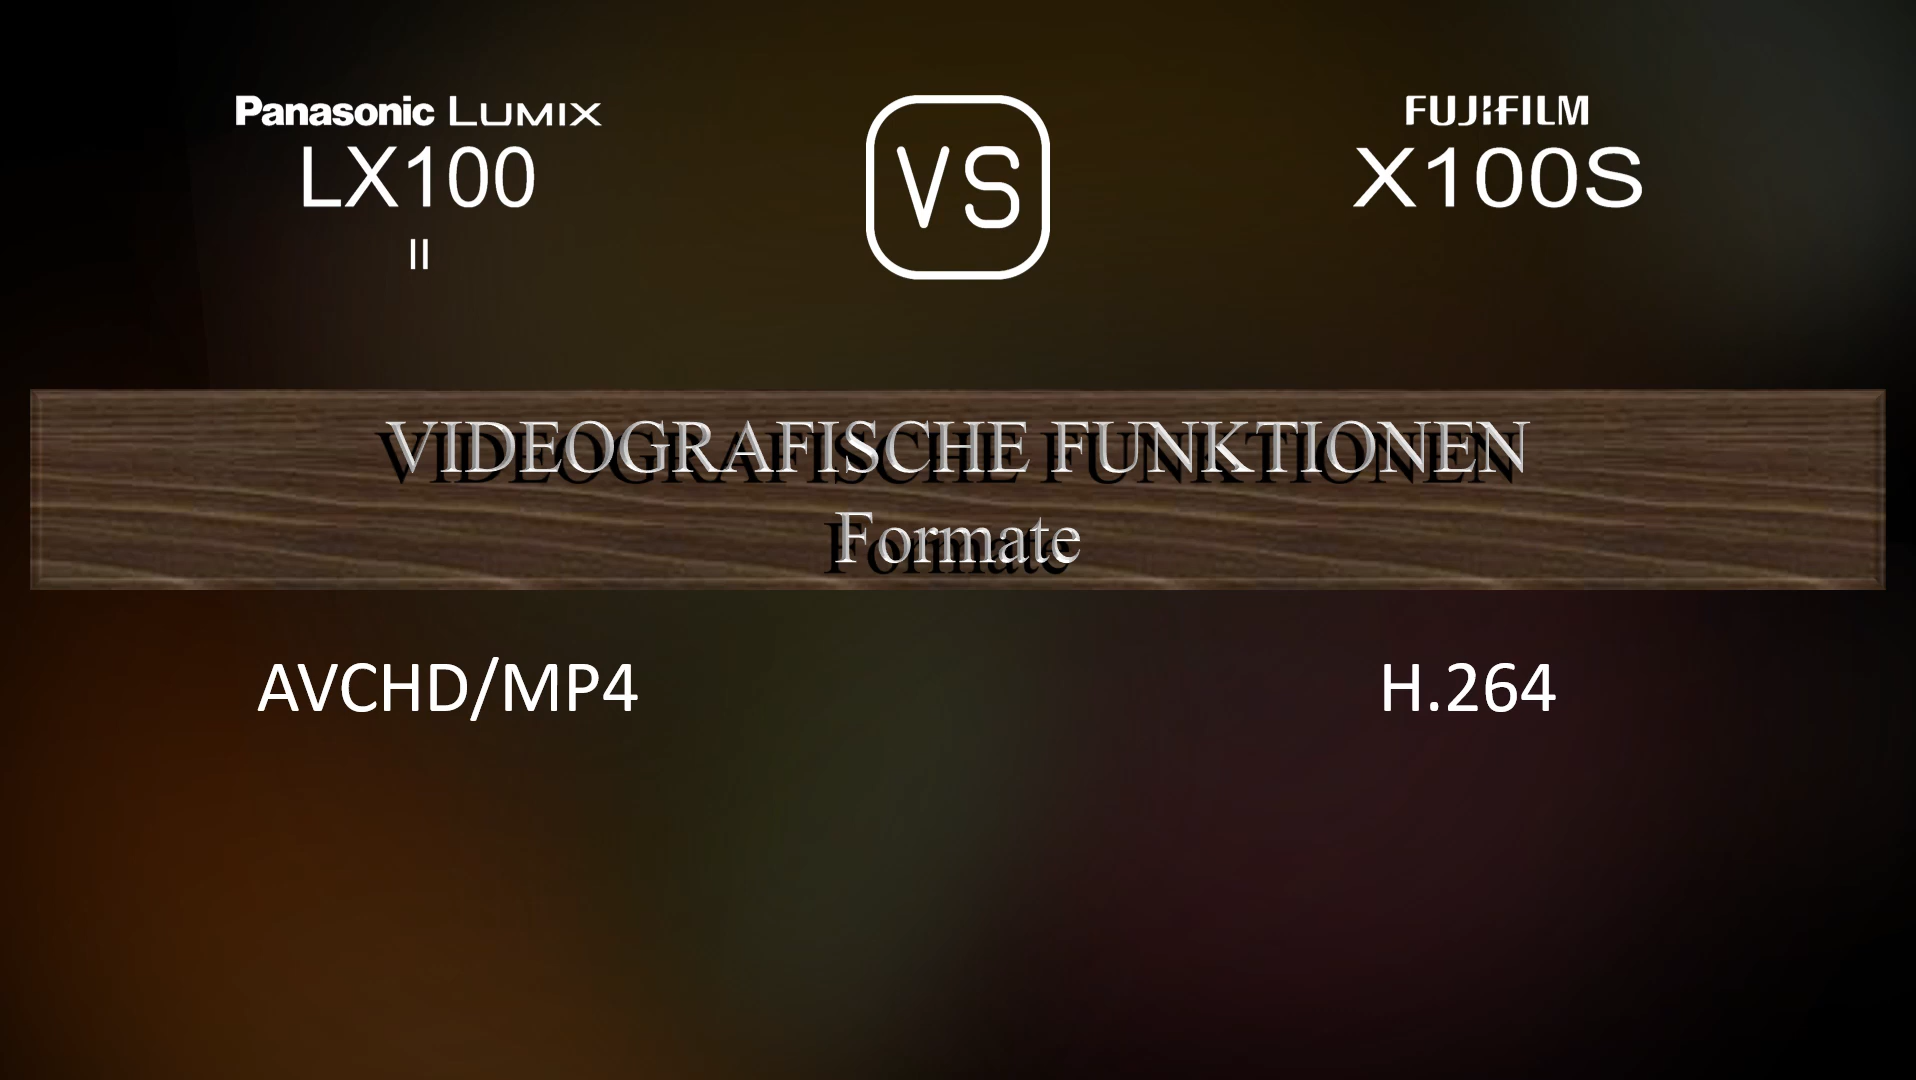 Panasonic LUMIX
LX100
II
VS
FUJIFILM
X100S
VIDEOGRAFISCHE FUNKTIONEN
Formate
AVCHD/MP4
H.264